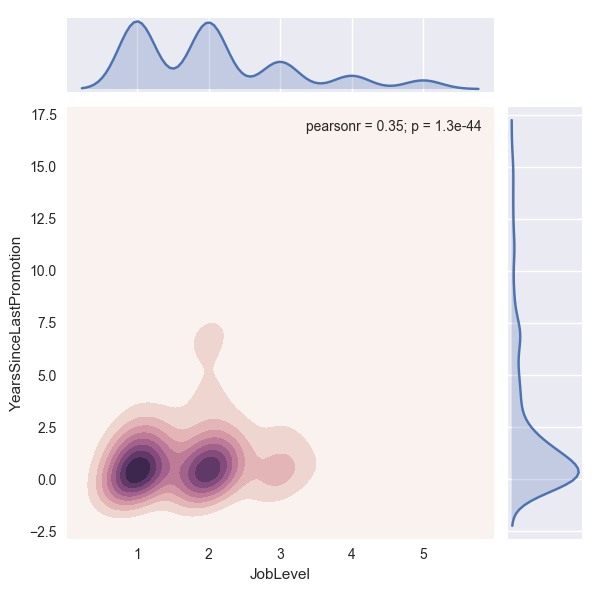 17.5
pearsonr = 0.35; p = 1.3e-44
15.0
12.5
10.0
7.5
5.0
2.5
0.0
−2.5
YearsSinceLastPromotion
1 2 3 4 5
JobLevel